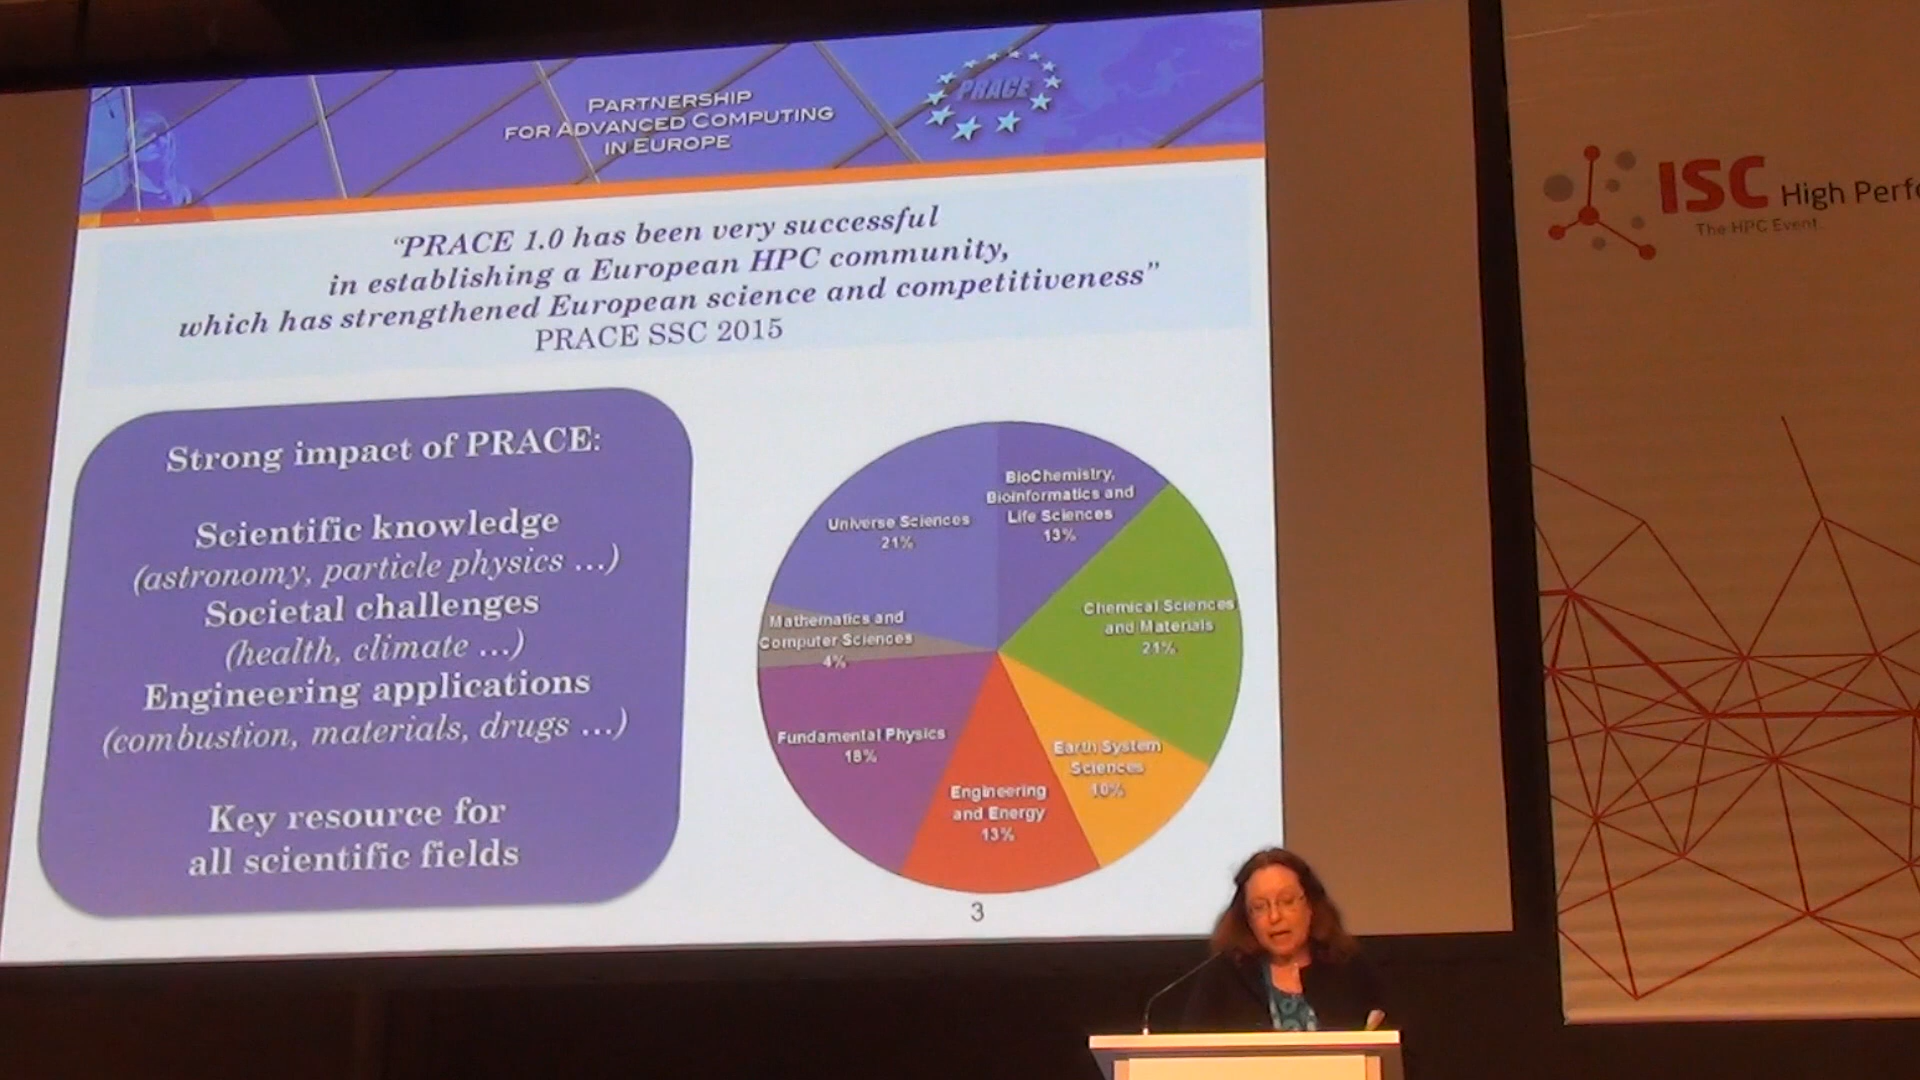 PARTNERSHIP
FOR ADVANCED COMPUTING
IN EUROPE
PRACE
“PRACE 1.0 has been very successful
in establishing a European HPC community,
which has strengthened European science and competitiveness”
PRACE SSC 2015
Strong impact of PRACE:
Scientific knowledge
(astronomy, particle physics ...)
Societal challenges
(health, climate ...)
Engineering applications
(combustion, materials, drugs ...)
Key resource for
all scientific fields
BioChemistry,
Bioinformatics and
Life Sciences
13%
Universe Sciences
21%
Chemical Sciences
and Materials
21%
Mathematics and
Computer Sciences
4%
Fundamental Physics
18%
Earth System
Sciences
10%
Engineering
and Energy
13%
3
ISC High
The HPC Event